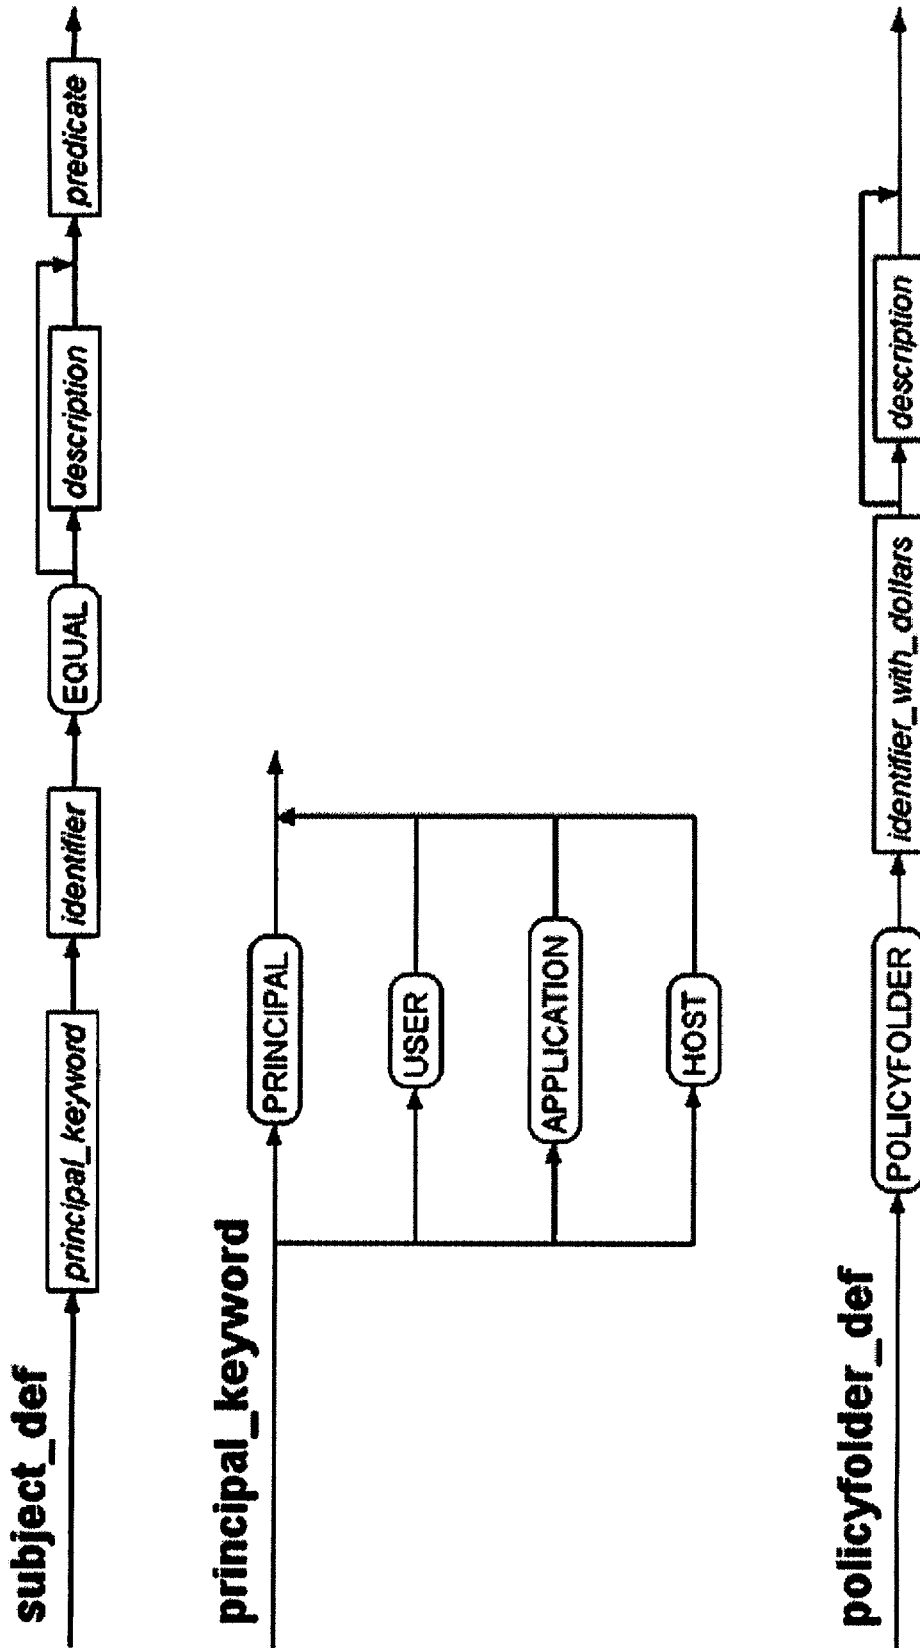 subject_def
principal_keyword
identifier
EQUAL
description
predicate
principal_keyword
PRINCIPAL
USER
APPLICATION
HOST
policyfolder_def
POLICYFOLDER
identifier_with_dollars
description